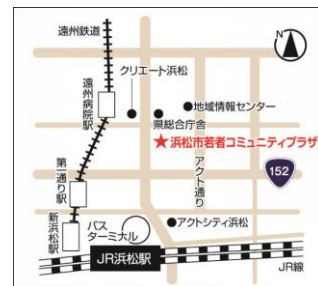 遠州鉄道
N
クリエート浜松
地域情報センター
遠州病院駅
県総合庁舎
★浜松市若者コミュニティプラザ
アクト通り
152
第一通り駅
新浜松駅
バス
ターミナル
アクトシティ浜松
JR浜松駅
JR線